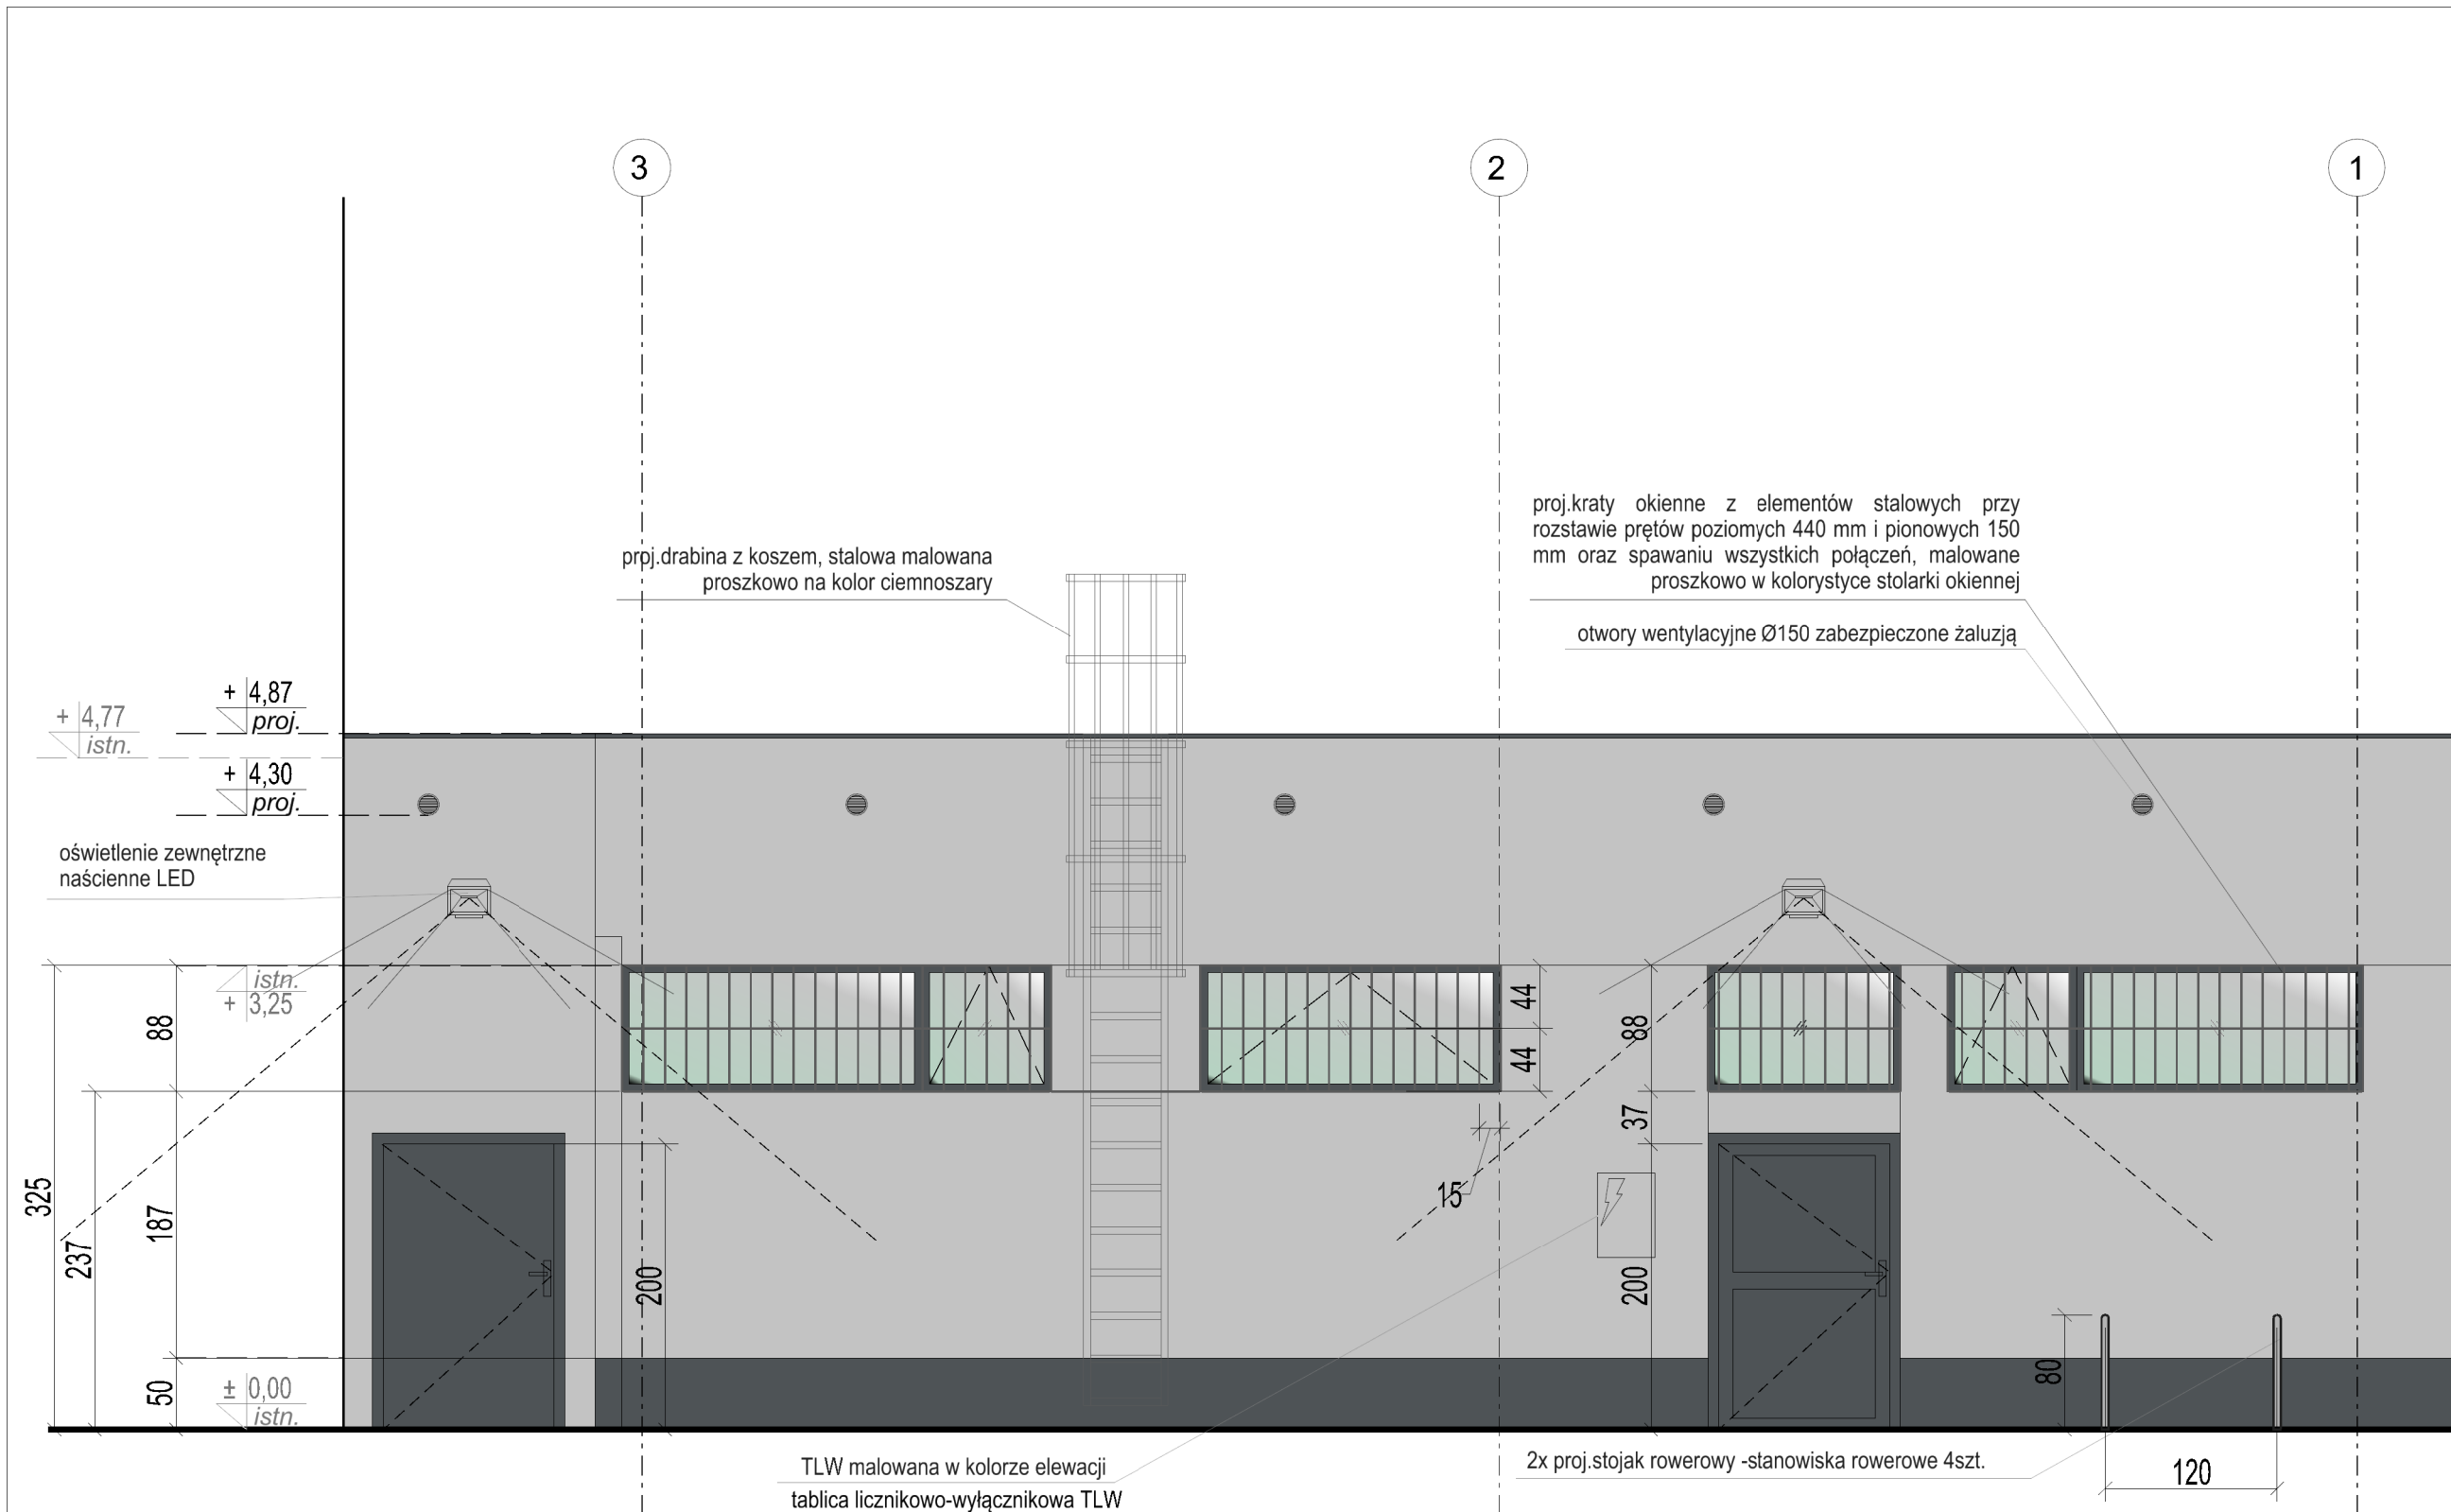 3
2
1
proj.kraty okienne z elementów stalowych przy
rozstawie prętów poziomych 440 mm i pionowych 150
mm oraz spawaniu wszystkich połączeń, malowane
proszkowo w kolorystyce stolarki okiennej
proj.drabina z koszem, stalowa malowana
proszkowo na kolor ciemnoszary
otwory wentylacyjne Ø150 zabezpieczone żaluzją
+ 4,87
proj.
+ 4,77
istn.
+ 4,30
proj.
oświetlenie zewnętrzne
naścienne LED
istn.
+ 3,25
88
44
44
88
37
15
325
237
187
200
200
80
50
± 0,00
istn.
TLW malowana w kolorze elewacji
tablica licznikowo-wyłącznikowa TLW
2x proj.stojak rowerowy -stanowiska rowerowe 4szt.
120